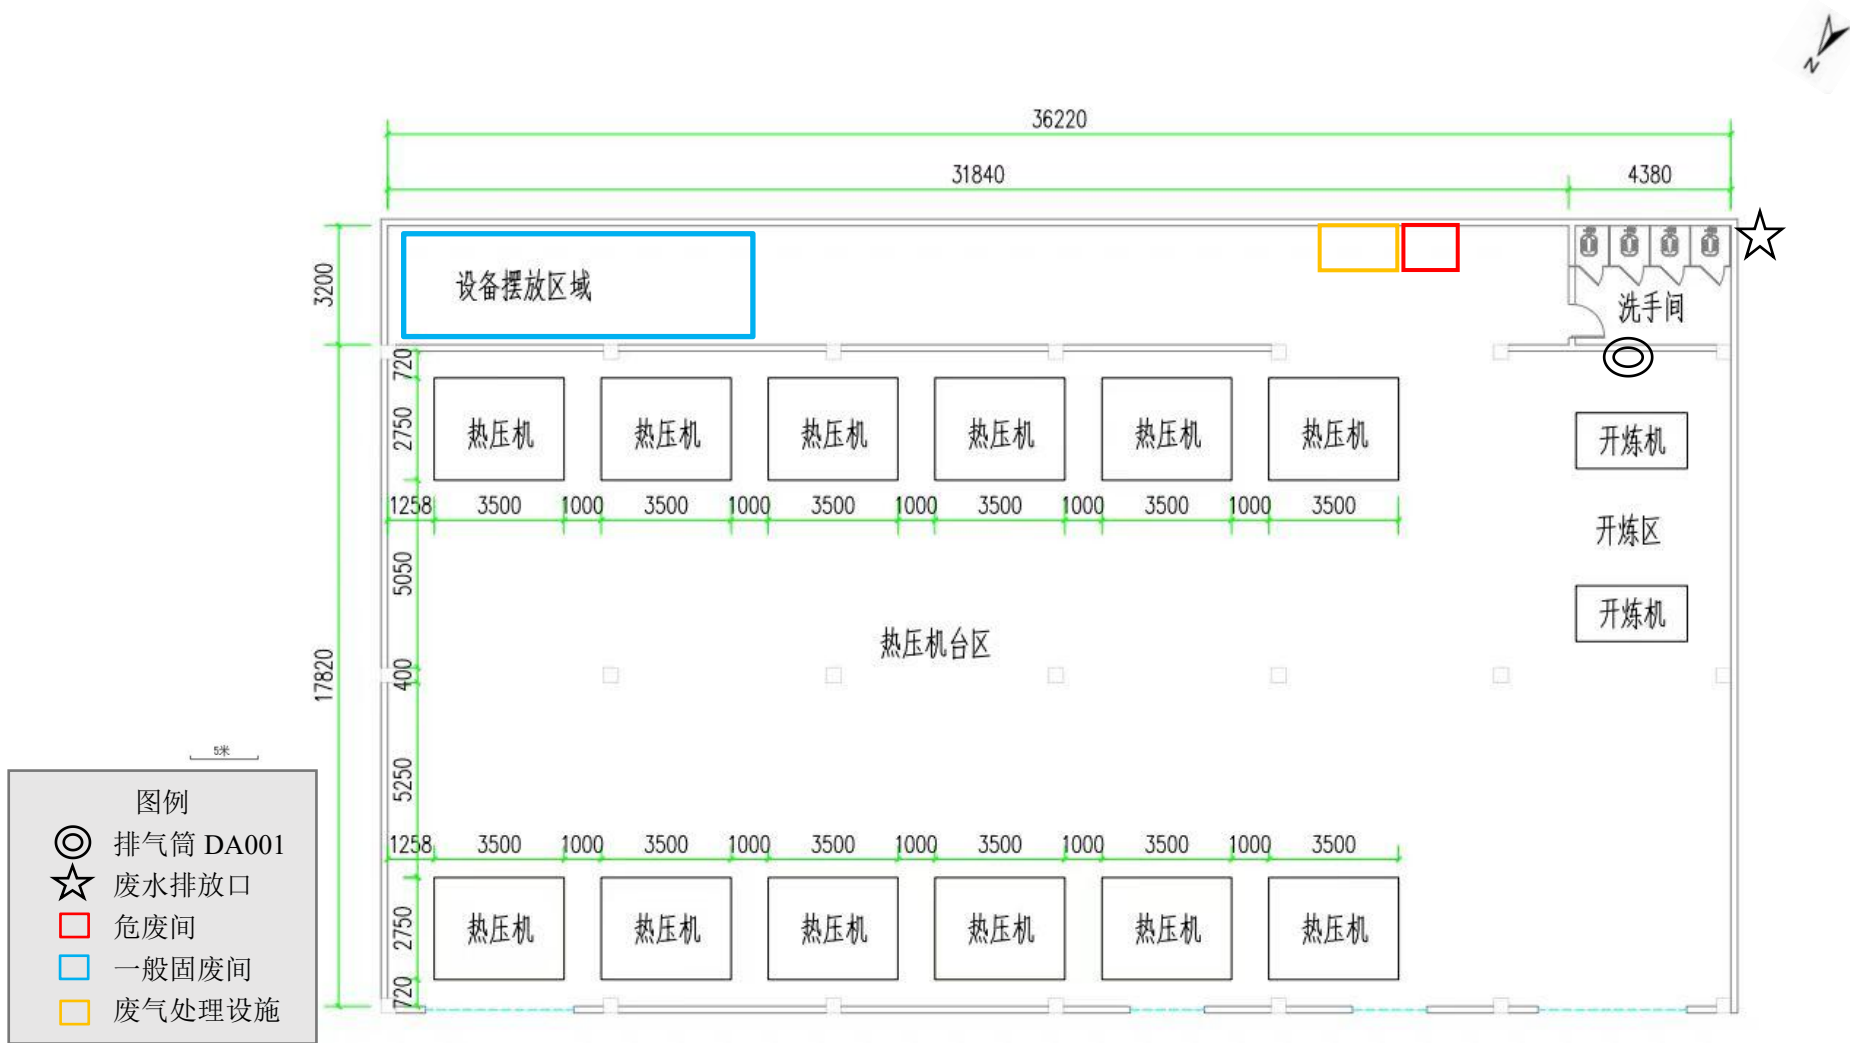 N
36220
31840
4380
3200
设备摆放区域
洗手间
720
2750
热压机
热压机
热压机
热压机
热压机
热压机
开炼机
1258
3500
1000
3500
1000
3500
1000
3500
1000
3500
1000
3500
开炼区
5050
开炼机
热压机台区
17820
400
5米
5250
1258
3500
1000
3500
1000
3500
1000
3500
1000
3500
1000
3500
2750
热压机
热压机
热压机
热压机
热压机
热压机
720
图例
排气筒 DA001
废水排放口
危废间
一般固废间
废气处理设施